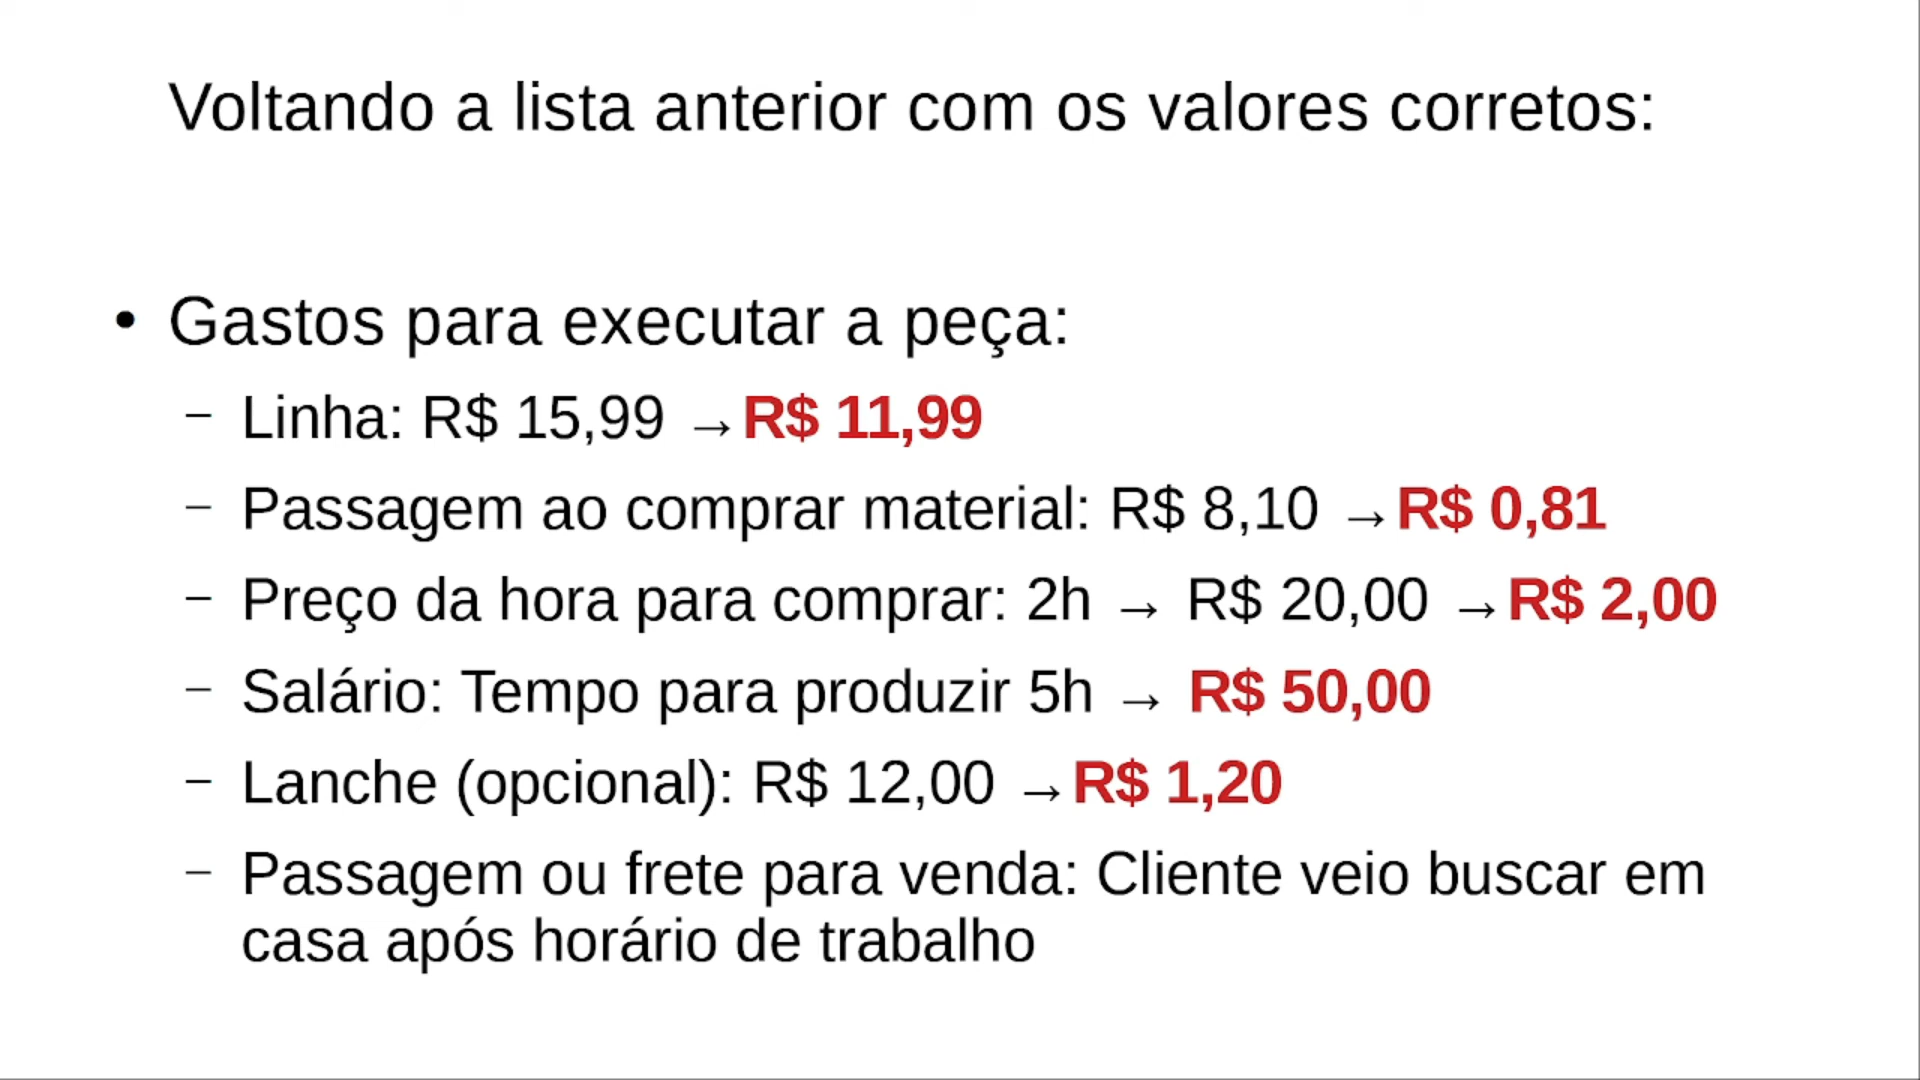 Voltando a lista anterior com os valores corretos:
• Gastos para executar a peça:
– Linha: R$ 15,99 →R$ 11,99
– Passagem ao comprar material: R$ 8,10 →R$ 0,81
– Preço da hora para comprar: 2h → R$ 20,00 →R$ 2,00
– Salário: Tempo para produzir 5h → R$ 50,00
– Lanche (opcional): R$ 12,00 →R$ 1,20
– Passagem ou frete para venda: Cliente veio buscar em
casa após horário de trabalho